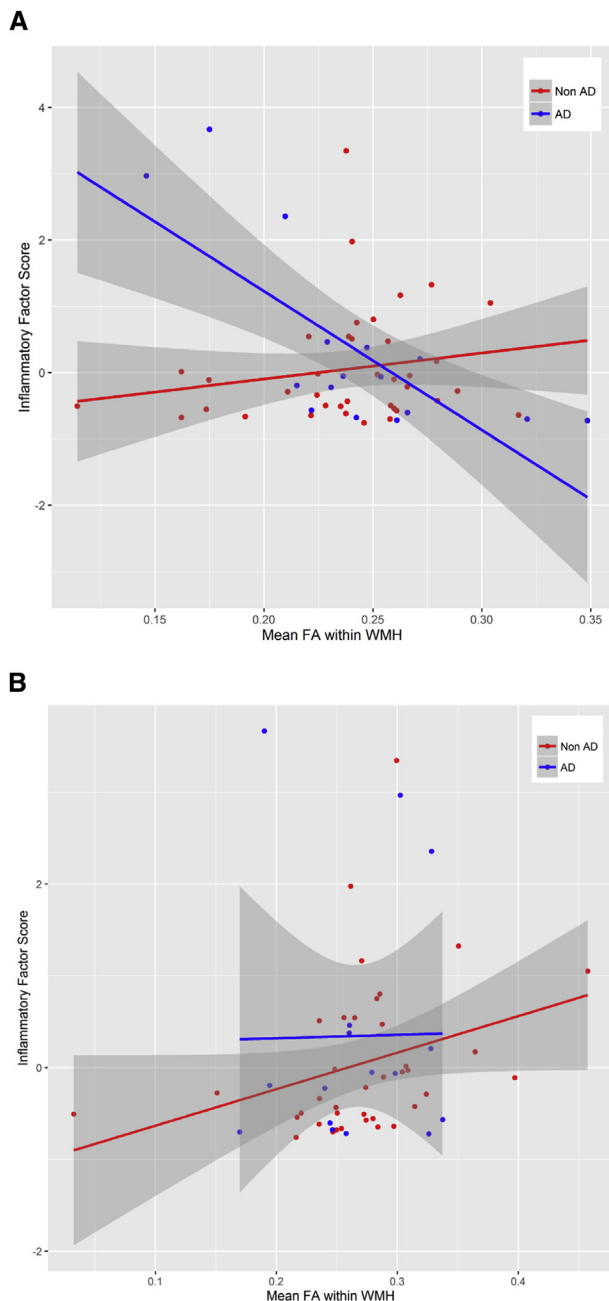 A
Non AD
AD
4
2
0
-2
Inflammatory Factor Score
0.15 0.20 0.25 0.30 0.35
Mean FA within WMH
B
Non AD
AD
2
0
-2
Inflammatory Factor Score
0.1 0.2 0.3 0.4
Mean FA within WMH